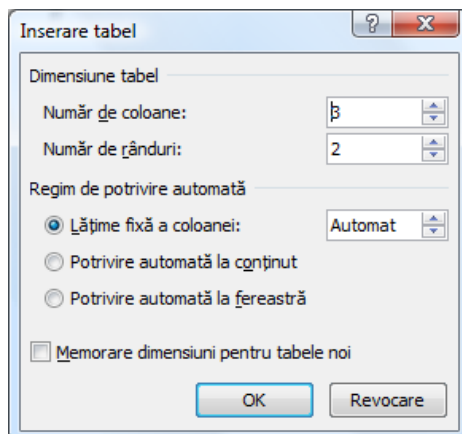 Inserare tabel
Dimensiune tabel
Număr de coloane: 3
Număr de rânduri: 2
Regim de potrivire automată
Lățime fixă a coloanei: Automat
Potrivire automată la conținut
Potrivire automată la fereastră
Memorare dimensiuni pentru tabele noi
OK Revocare